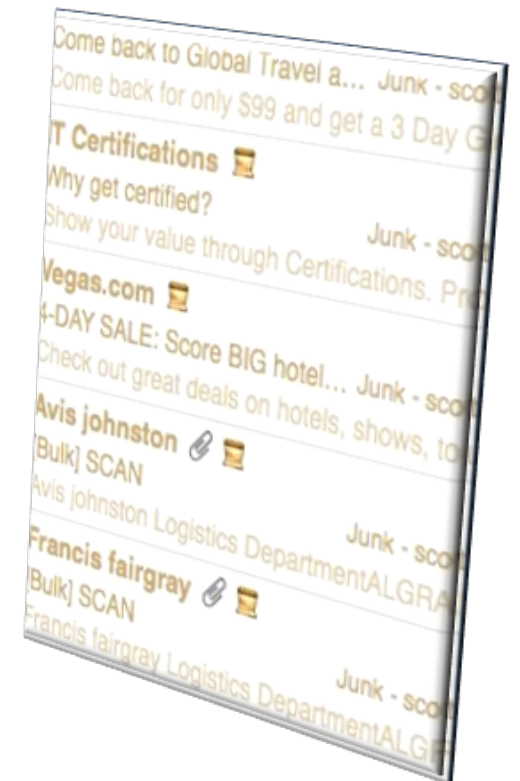 Come back to Global Travel a... Junk - sco
Come back for only $99 and get a 3 Day G
IT Certifications
Why get certified?
Junk - scot
Show your value through Certifications. Pro
Vegas.com
4-DAY SALE: Score BIG hotel... Junk - sco
Check out great deals on hotels, shows, to
Avis johnston
[Bulk] SCAN
Junk - sco
Avis johnston Logistics DepartmentALGRA
Francis fairgray
[Bulk] SCAN
Junk - sco
Francis fairgray Logistics DepartmentALG